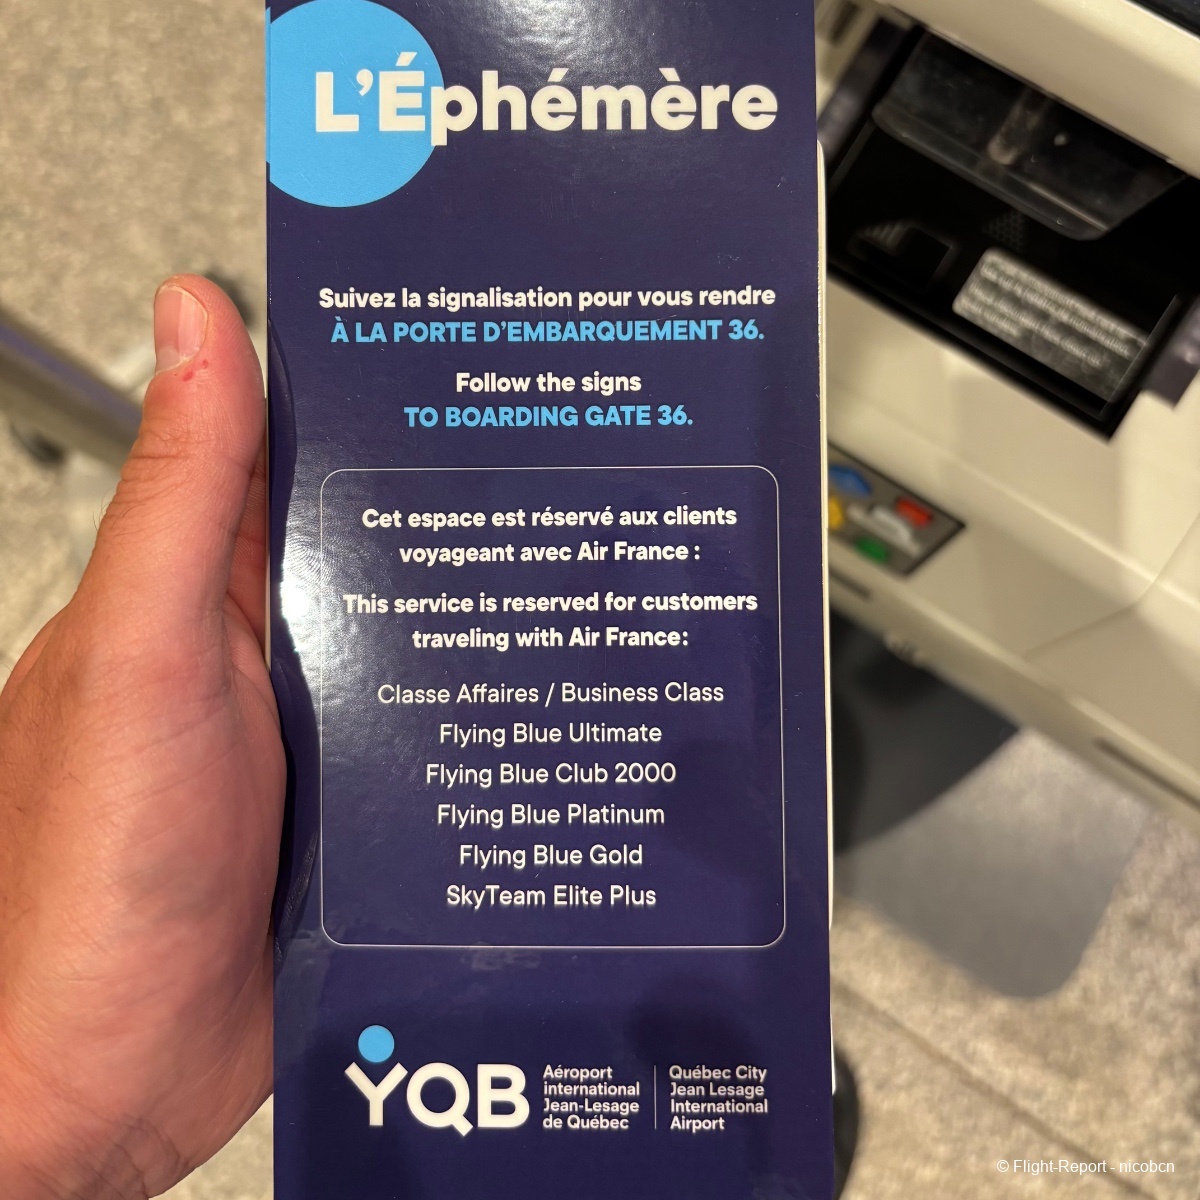 L'Éphémère
Suivez la signalisation pour vous rendre
À LA PORTE D'EMBARQUEMENT 36.
Follow the signs
TO BOARDING GATE 36.
Cet espace est réservé aux clients
voyageant avec Air France :
This service is reserved for customers
traveling with Air France:
Classe Affaires / Business Class
Flying Blue Ultimate
Flying Blue Club 2000
Flying Blue Platinum
Flying Blue Gold
SkyTeam Elite Plus
YQB
Aéroport
international
Jean-Lesage
de Québec
Québec City
Jean Lesage
International
Airport
© Flight-Report - nicobcn